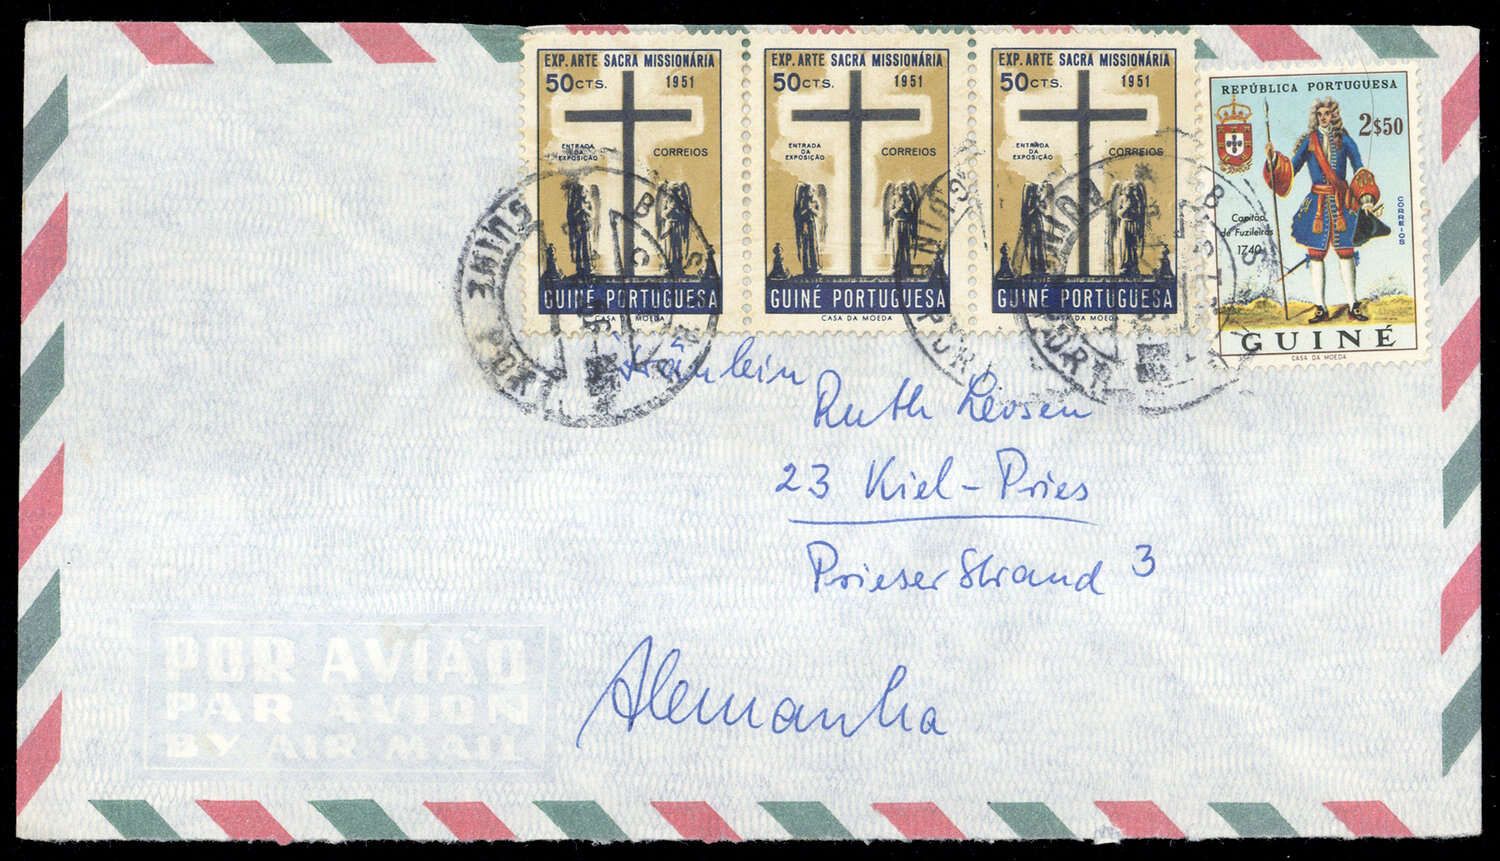 EXP. ARTE SACRA MISSIONÁRIA
50CTS. 1951
ENTRADA
DA
EXPOSIÇÃO
CORREIOS
GUINÉ PORTUGUESA
CASA DA MOEDA
EXP. ARTE SACRA MISSIONÁRIA
50CTS. 1951
ENTRADA
DA
EXPOSIÇÃO
CORREIOS
GUINÉ PORTUGUESA
CASA DA MOEDA
EXP. ARTE SACRA MISSIONÁRIA
50CTS. 1951
ENTRADA
DA
EXPOSIÇÃO
CORREIOS
GUINÉ PORTUGUESA
CASA DA MOEDA
REPÚBLICA PORTUGUESA
2$50
CORREIOS
Capitão
de Fuzileiros
1740
GUINÉ
CASA DA MOEDA
Fräulein
Ruth Levsen
23 Kiel-Pries
Prieser Strand 3
Alemanha
POR AVIÃO
PAR AVION
BY AIR MAIL